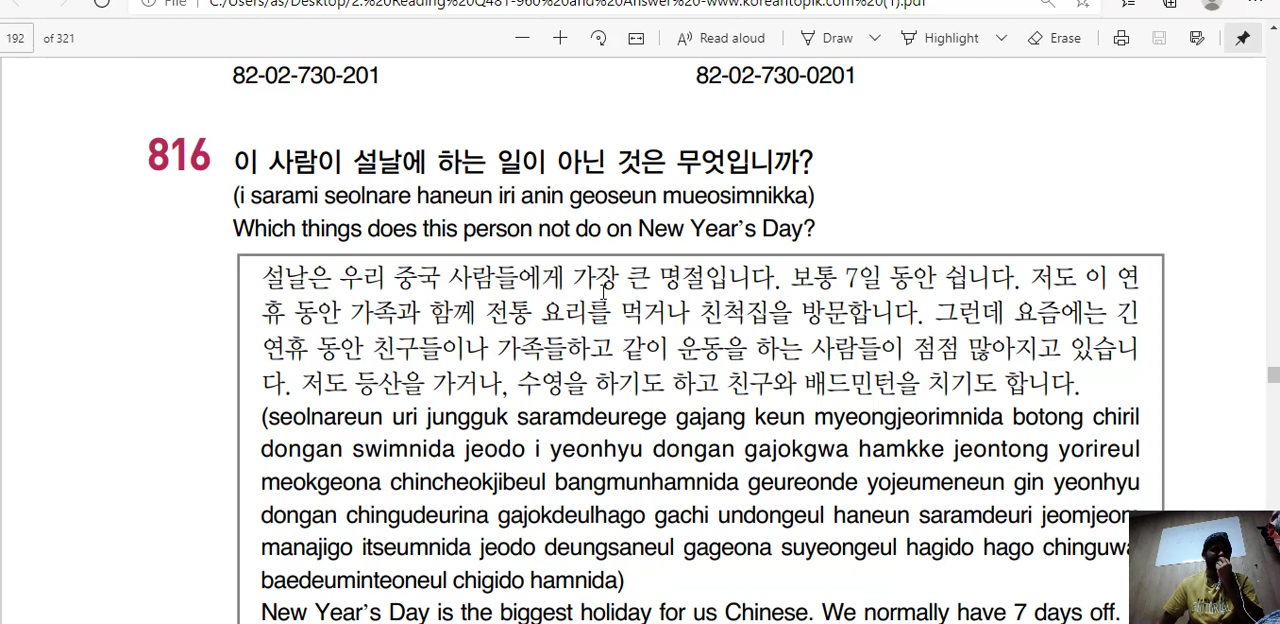 File
C:/Users/as/Desktop/2.%20Reading%20Q481-960%20and%20Answer%20-www.koreantopik.com%20(1).pdf
192 of 321
Read aloud
Draw
Highlight
Erase
82-02-730-201 82-02-730-0201
816 이 사람이 설날에 하는 일이 아닌 것은 무엇입니까?
(i sarami seolnare haneun iri anin geoseun mueosimnikka)
Which things does this person not do on New Year's Day?
설날은 우리 중국 사람들에게 가장 큰 명절입니다. 보통 7일 동안 쉽니다. 저도 이 연
휴 동안 가족과 함께 전통 요리를 먹거나 친척집을 방문합니다. 그런데 요즘에는 긴
연휴 동안 친구들이나 가족들하고 같이 운동을 하는 사람들이 점점 많아지고 있습니
다. 저도 등산을 가거나, 수영을 하기도 하고 친구와 배드민턴을 치기도 합니다.
(seolnareun uri jungguk saramdeurege gajang keun myeongjeorimnida botong chiril
dongan swimnida jeodo i yeonhyu dongan gajokgwa hamkke jeontong yorireul
meokgeona chincheokjibeul bangmunhamnida geureonde yojeumeneun gin yeonhyu
dongan chingudeurina gajokdeulhago gachi undongeul haneun saramdeuri jeomjeom
manajigo itseumnida jeodo deungsaneul gageona suyeongeul hagido hago chinguwa
baedeuminteoneul chigido hamnida)
New Year's Day is the biggest holiday for us Chinese. We normally have 7 days off.